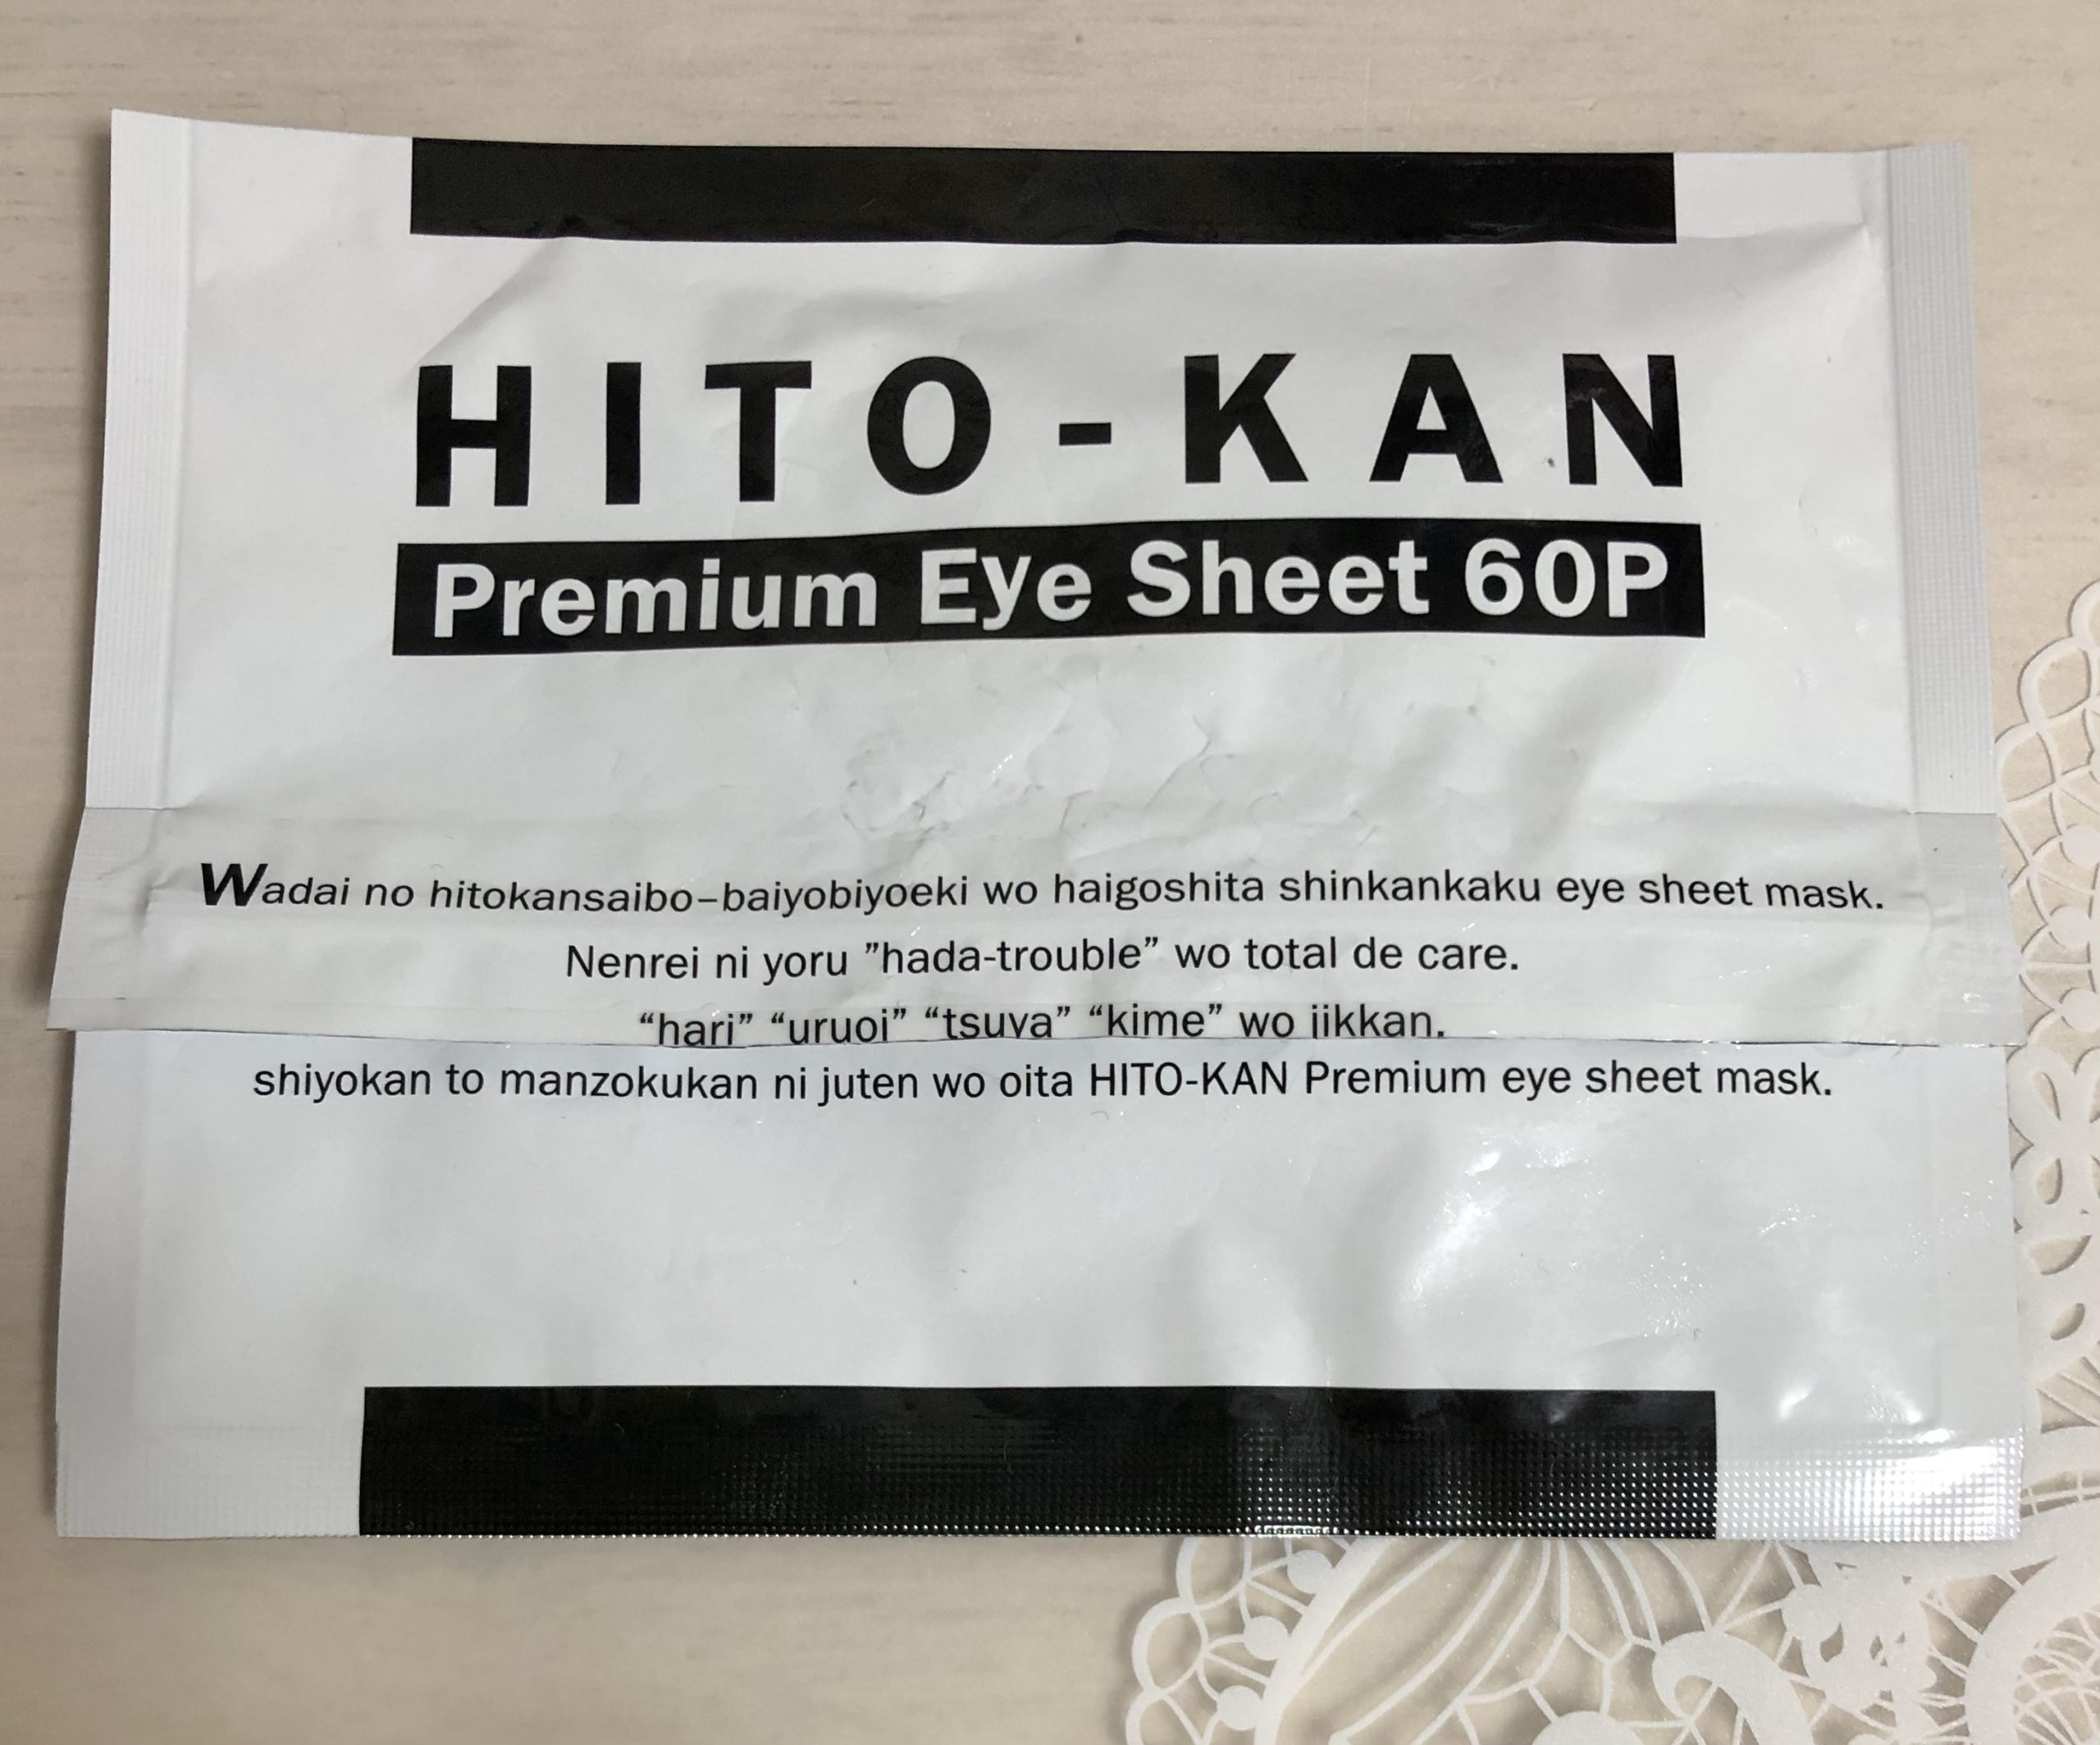 HITO-KAN
Premium Eye Sheet 60P
Wadai no hitokansaibo–baiyobiyoeki wo haigoshita shinkankaku eye sheet mask.
Nenrei ni yoru ”hada-trouble” wo total de care.
“hari” “uruoi” “tsuya” “kime” wo jikkan.
shiyokan to manzokukan ni juten wo oita HITO-KAN Premium eye sheet mask.